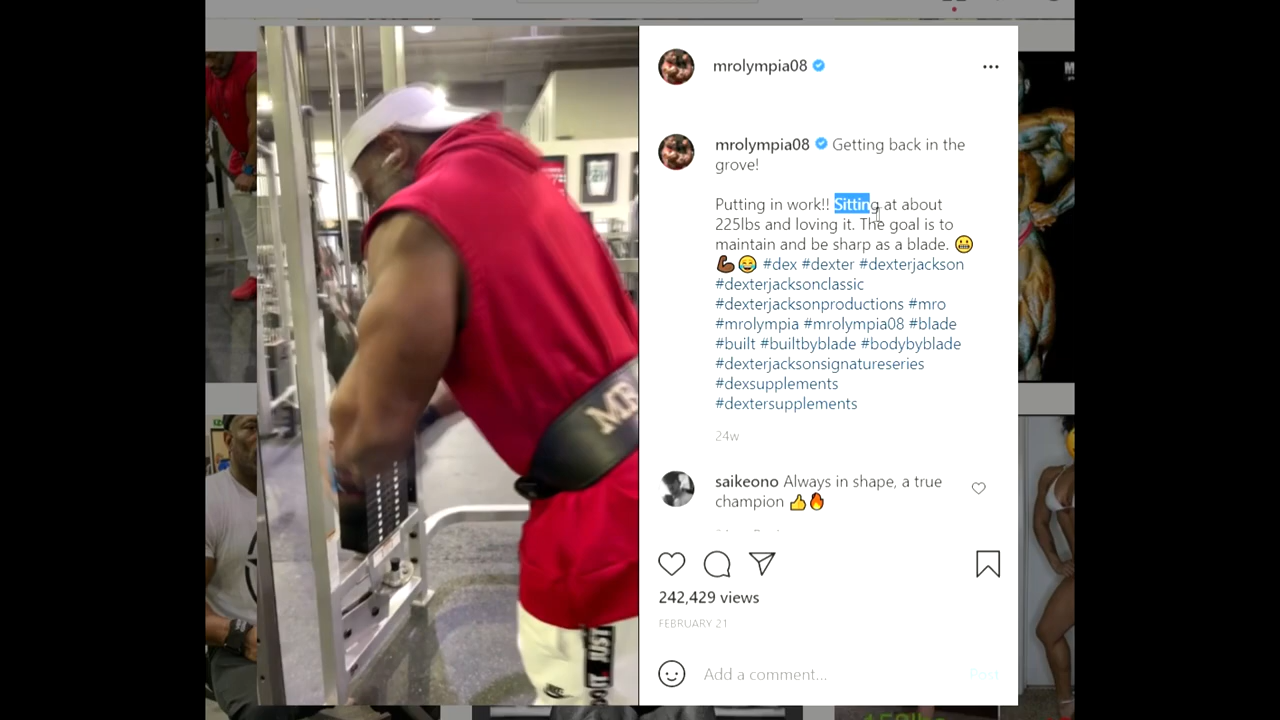 mrolympia08
mrolympia08 Getting back in the
grove!
Putting in work!! Sitting at about
225lbs and loving it. The goal is to
maintain and be sharp as a blade. 😬
💪🏾😂 #dex #dexter #dexterjackson
#dexterjacksonclassic
#dexterjacksonproductions #mro
#mrolympia #mrolympia08 #blade
#built #builtbyblade #bodybyblade
#dexterjacksonsignatureseries
#dexsupplements
#dextersupplements
24w
saikeono Always in shape, a true
champion 👍🔥
242,429 views
FEBRUARY 21
Add a comment...
Post
JUST